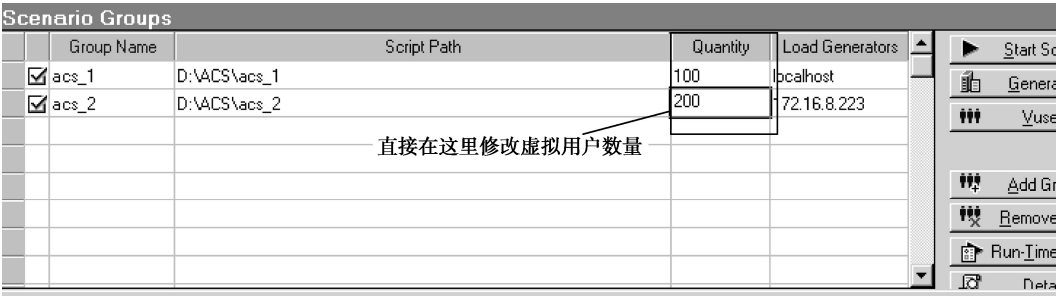 Scenario Groups
Group Name Script Path Quantity Load Generators
acs_1 D:\ACS\acs_1 100 localhost
acs_2 D:\ACS\acs_2 200 172.16.8.223
直接在这里修改虚拟用户数量
Start Sc
Genera
Vuse
Add Gr
Remove
Run-Time
Deta